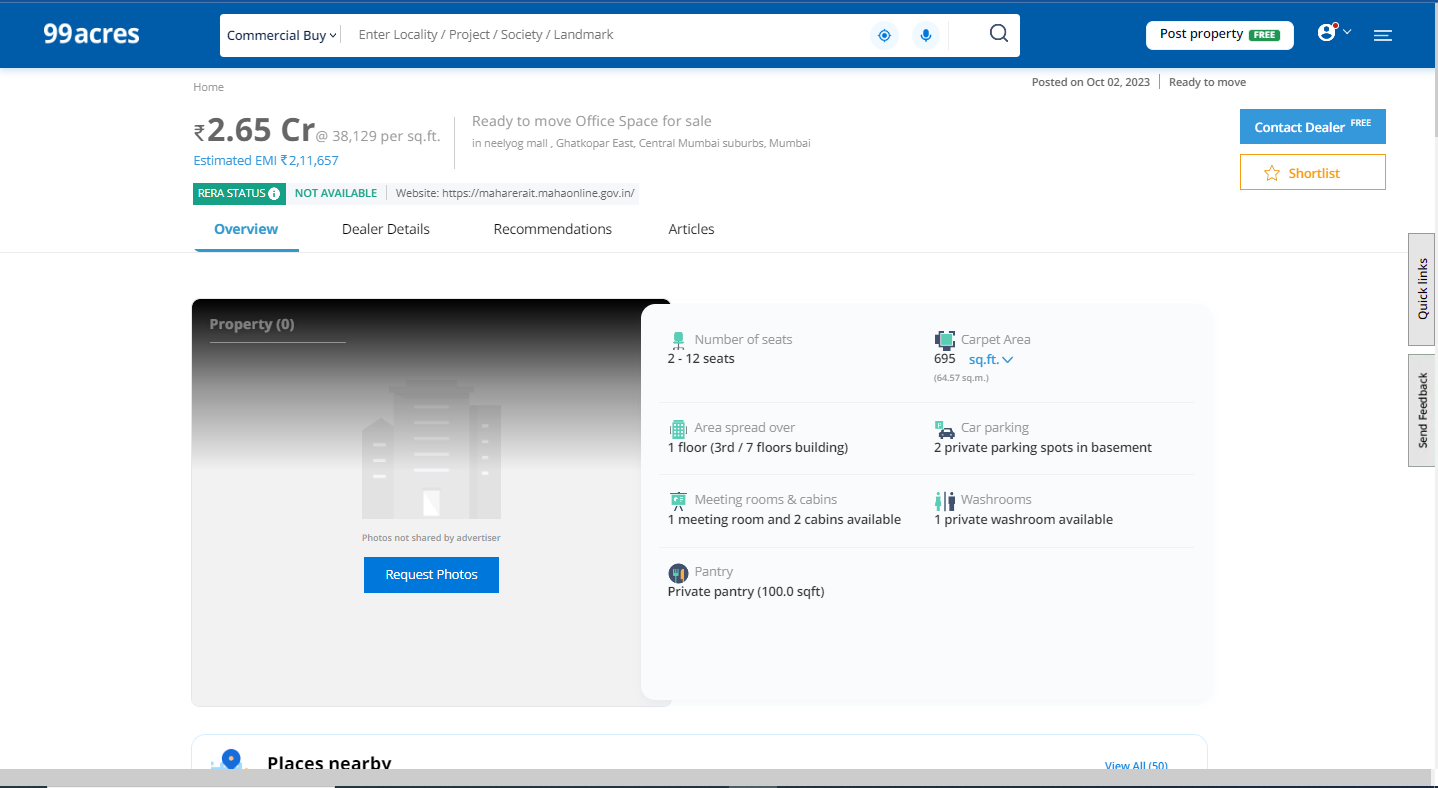 99acres
Commercial Buy
Enter Locality / Project / Society / Landmark
Post property FREE
Home
Posted on Oct 02, 2023
Ready to move
₹2.65 Cr@ 38,129 per sq.ft.
Estimated EMI ₹2,11,657
Ready to move Office Space for sale
in neelyog mall , Ghatkopar East, Central Mumbai suburbs, Mumbai
Contact Dealer FREE
Shortlist
RERA STATUS i NOT AVAILABLE
Website: https://maharerait.mahaonline.gov.in/
Overview
Dealer Details
Recommendations
Articles
Quick links
Send Feedback
Property (0)
Photos not shared by advertiser
Request Photos
Number of seats
2 - 12 seats
Carpet Area
695 sq.ft.
(64.57 sq.m.)
Area spread over
1 floor (3rd / 7 floors building)
Car parking
2 private parking spots in basement
Meeting rooms & cabins
1 meeting room and 2 cabins available
Washrooms
1 private washroom available
Pantry
Private pantry (100.0 sqft)
Places nearby
View All (50)